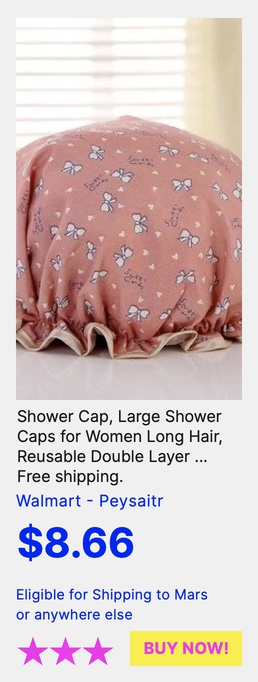 Shower Cap, Large Shower
Caps for Women Long Hair,
Reusable Double Layer ...
Free shipping.
Walmart - Peysaitr
$8.66
Eligible for Shipping to Mars
or anywhere else
BUY NOW!